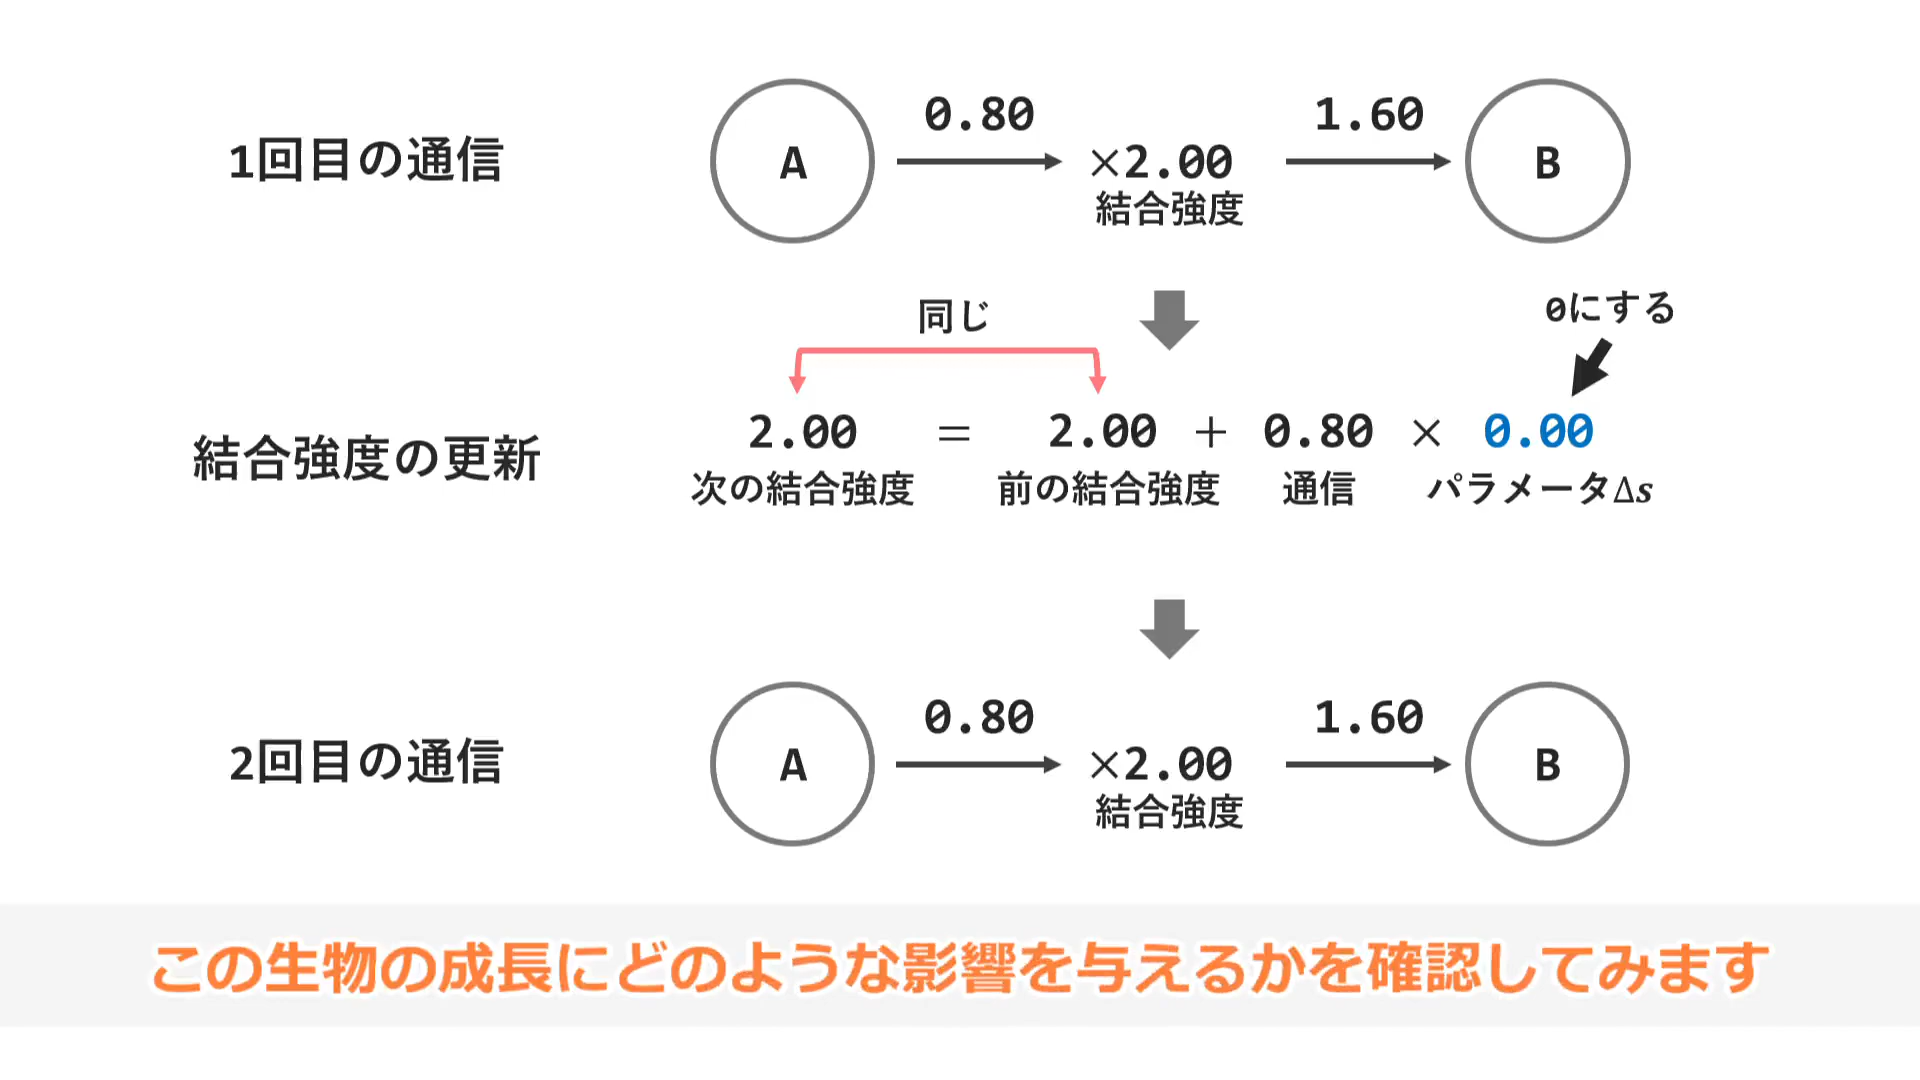 1回目の通信
A
0.80
×2.00
結合強度
1.60
B
同じ
0にする
結合強度の更新
2.00 = 2.00 + 0.80 × 0.00
次の結合強度 前の結合強度 通信 パラメータΔs
2回目の通信
A
0.80
×2.00
結合強度
1.60
B
この生物の成長にどのような影響を与えるかを確認してみます